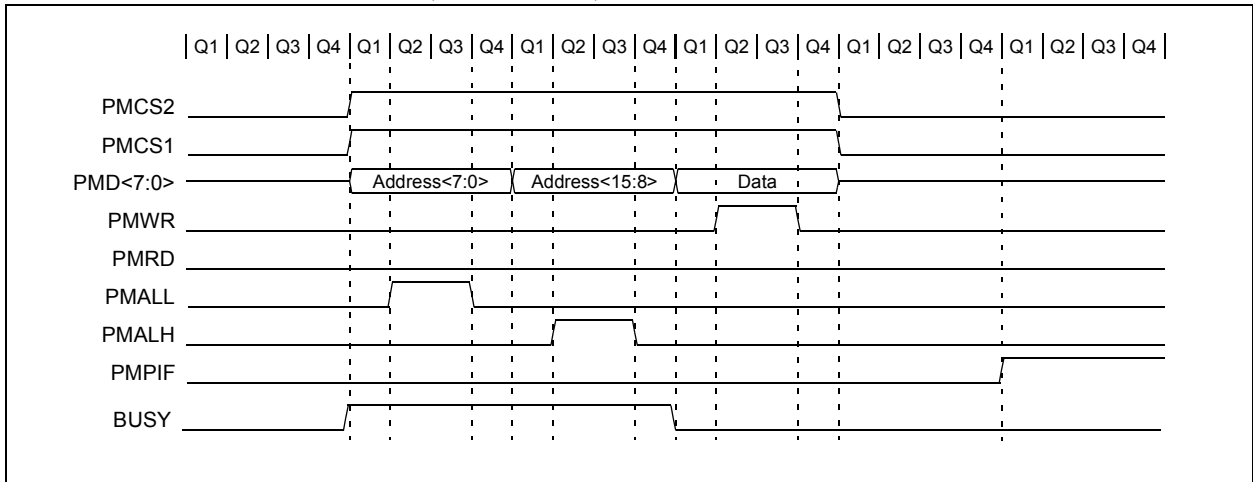 Q1 Q2 Q3 Q4 Q1 Q2 Q3 Q4 Q1 Q2 Q3 Q4 Q1 Q2 Q3 Q4 Q1 Q2 Q3 Q4 Q1 Q2 Q3 Q4
PMCS2
PMCS1
PMD<7:0> Address<7:0> Address<15:8> Data
PMWR
PMRD
PMALL
PMALH
PMPIF
BUSY